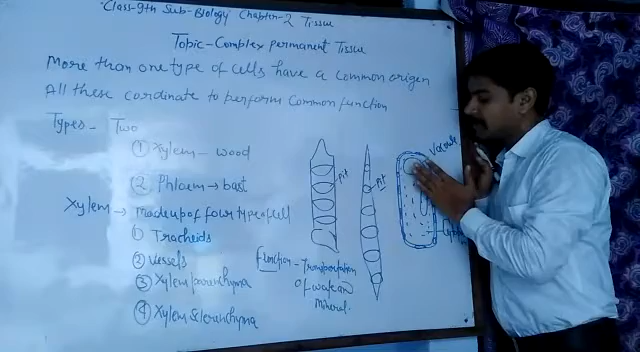 Class-9th Sub-Biology Chapter-2 Tissue
Topic-Complex permanent Tissue
More than one type of cells have a common origen
All these cordinate to perform Common function
Types- Two
① Xylem - wood
② Phloem → bast
Xylem → made up of four type of cell
① Tracheids
② Vessels
③ Xylem parenchyma
④ Xylem Sclerenchyma
Function - Transportation
of water and
mineral.
Pit
Pit
Vacuole